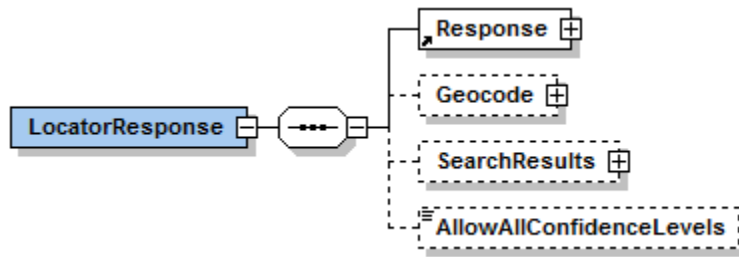 Response
Geocode
LocatorResponse
SearchResults
AllowAllConfidenceLevels